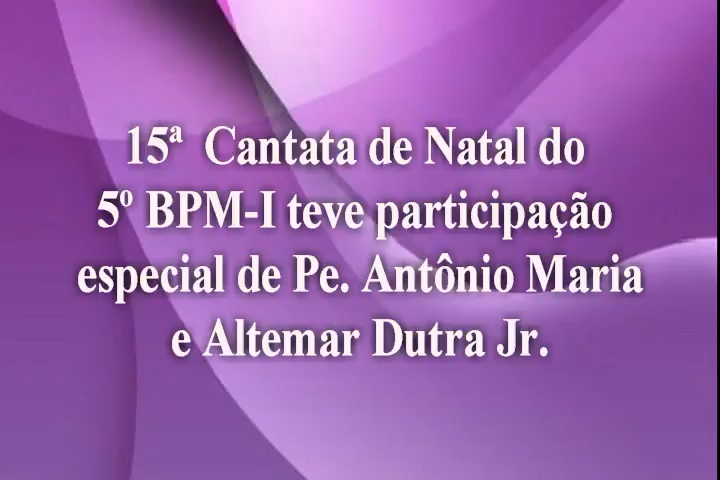 15ª Cantata de Natal do
5º BPM-I teve participação
especial de Pe. Antônio Maria
e Altemar Dutra Jr.